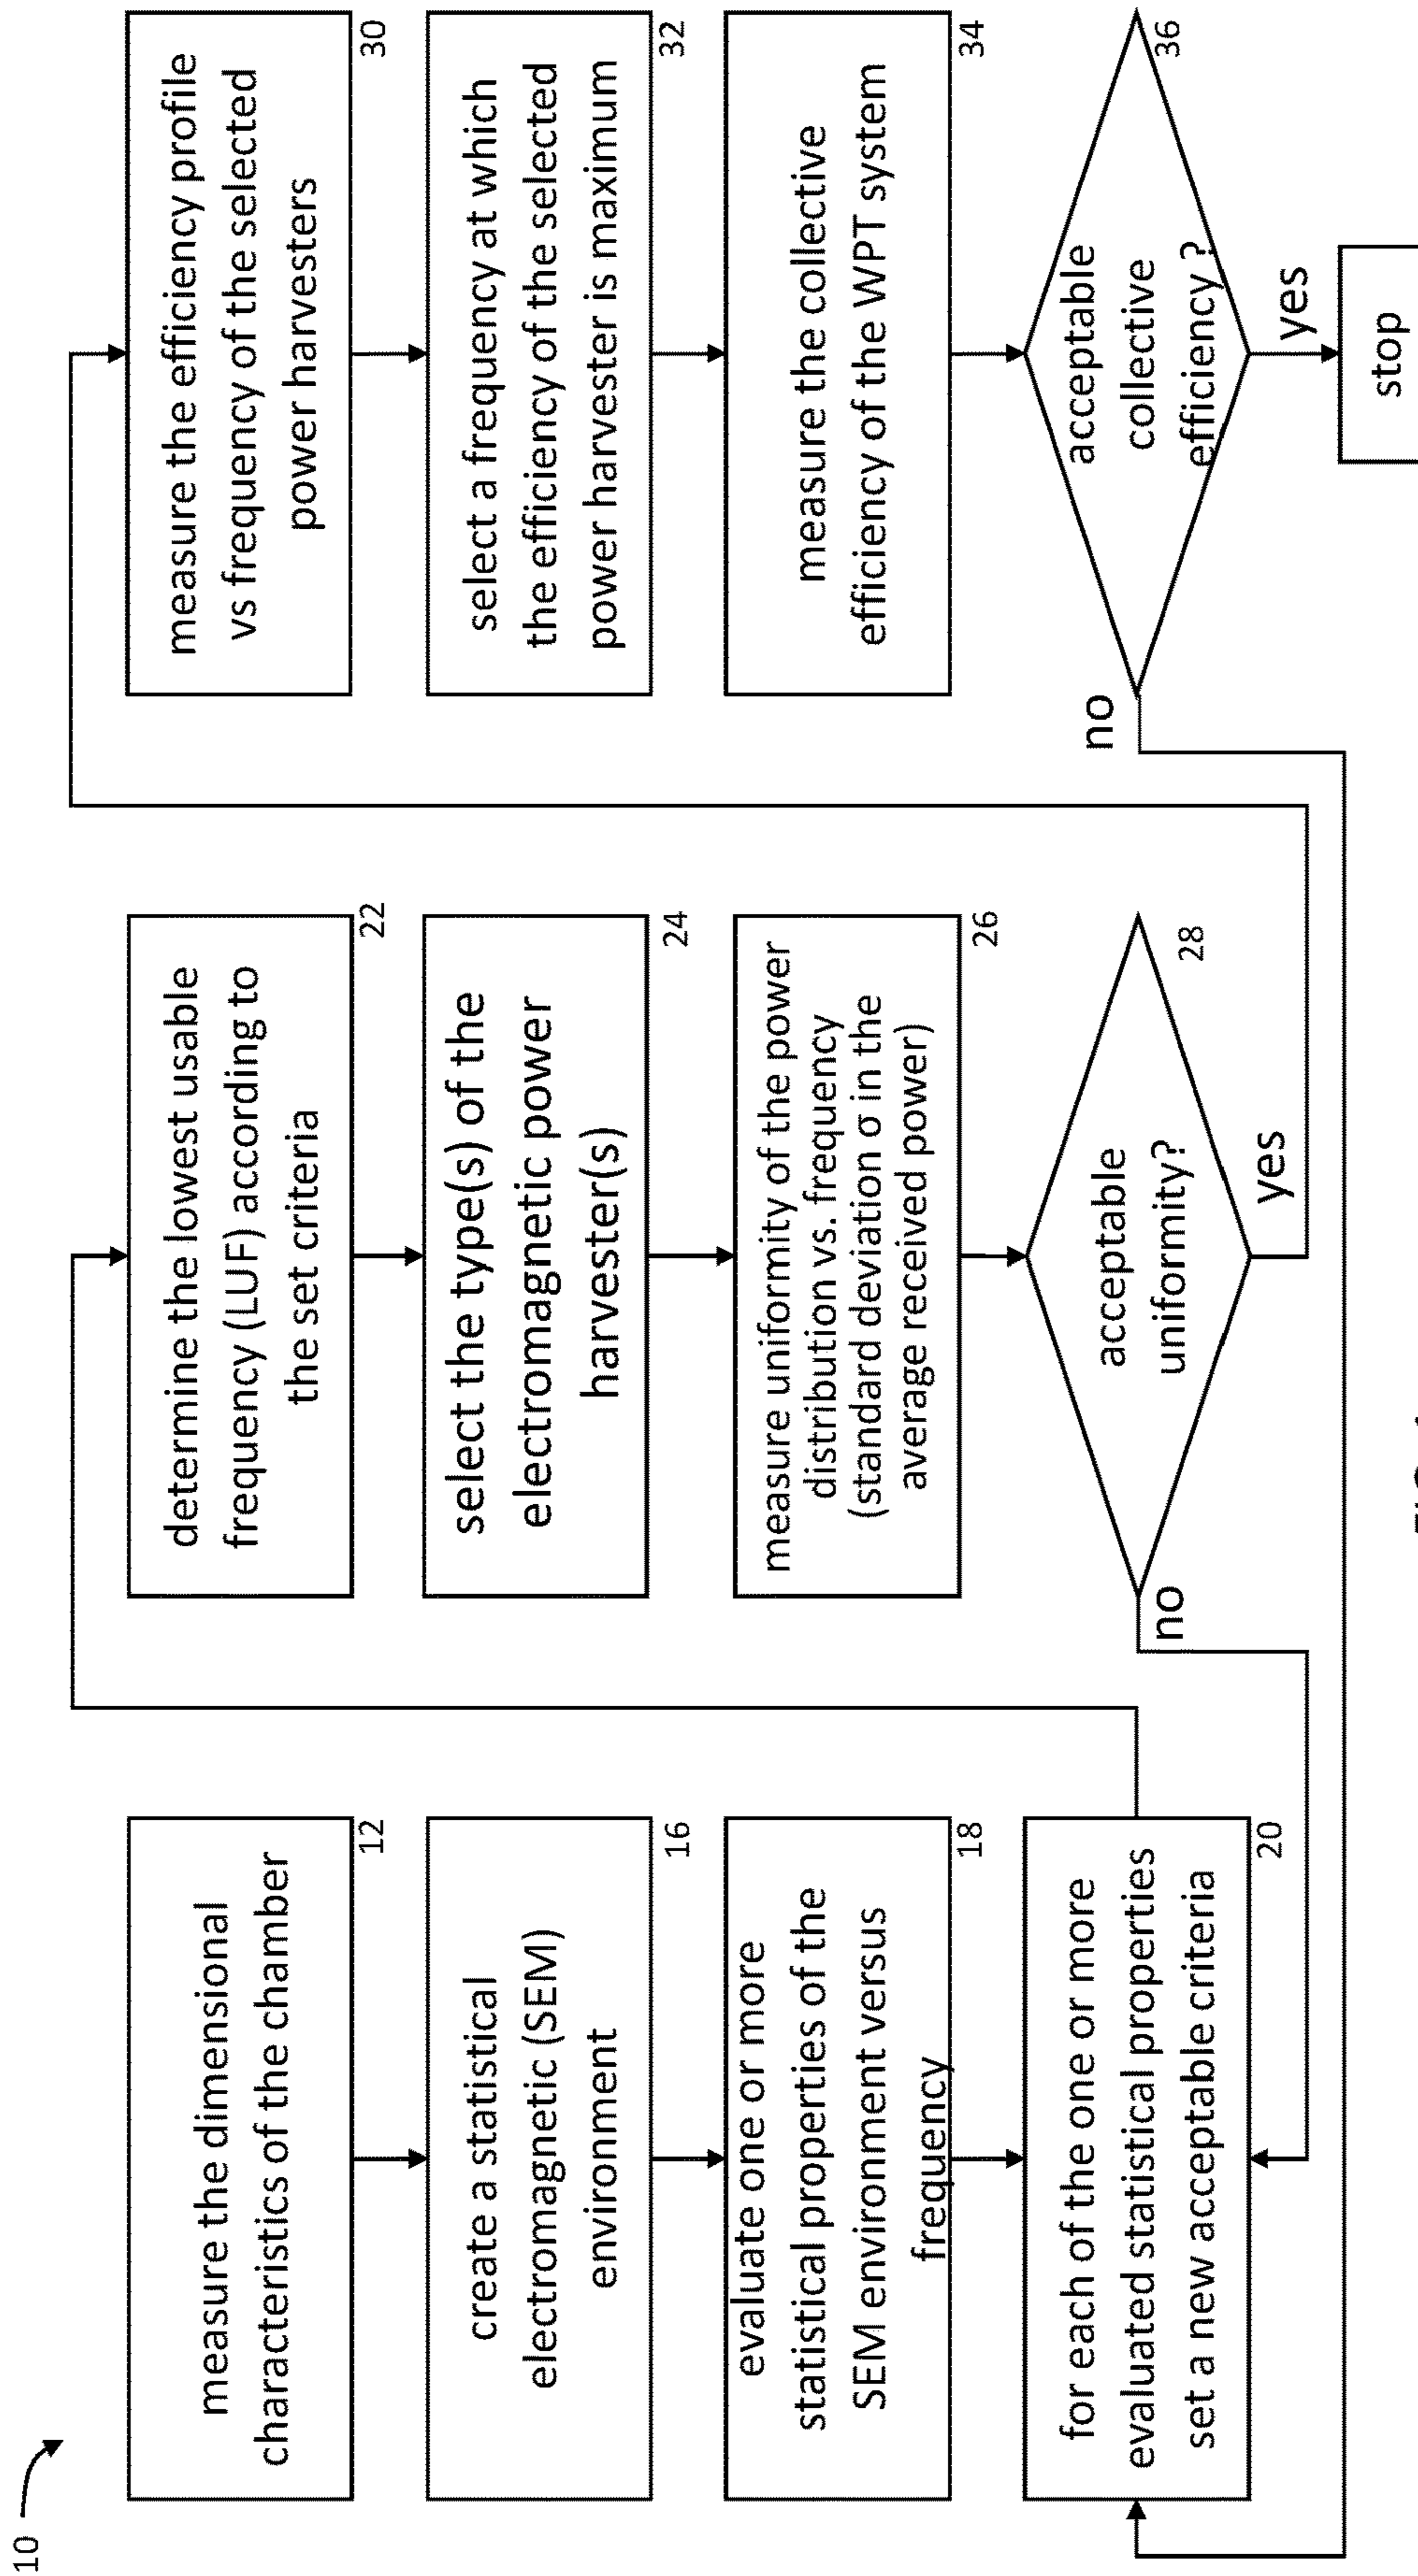 10
measure the dimensional
characteristics of the chamber
12
create a statistical
electromagnetic (SEM)
environment
16
evaluate one or more
statistical properties of the
SEM environment versus
frequency
18
for each of the one or more
evaluated statistical properties
set a new acceptable criteria
20
determine the lowest usable
frequency (LUF) according to
the set criteria
22
select the type(s) of the
electromagnetic power
harvester(s)
24
measure uniformity of the power
distribution vs. frequency
(standard deviation σ in the
average received power)
26
acceptable
uniformity?
28
no
yes
measure the efficiency profile
vs frequency of the selected
power harvesters
30
select a frequency at which
the efficiency of the selected
power harvester is maximum
32
measure the collective
efficiency of the WPT system
34
acceptable
collective
efficiency ?
36
no
yes
stop